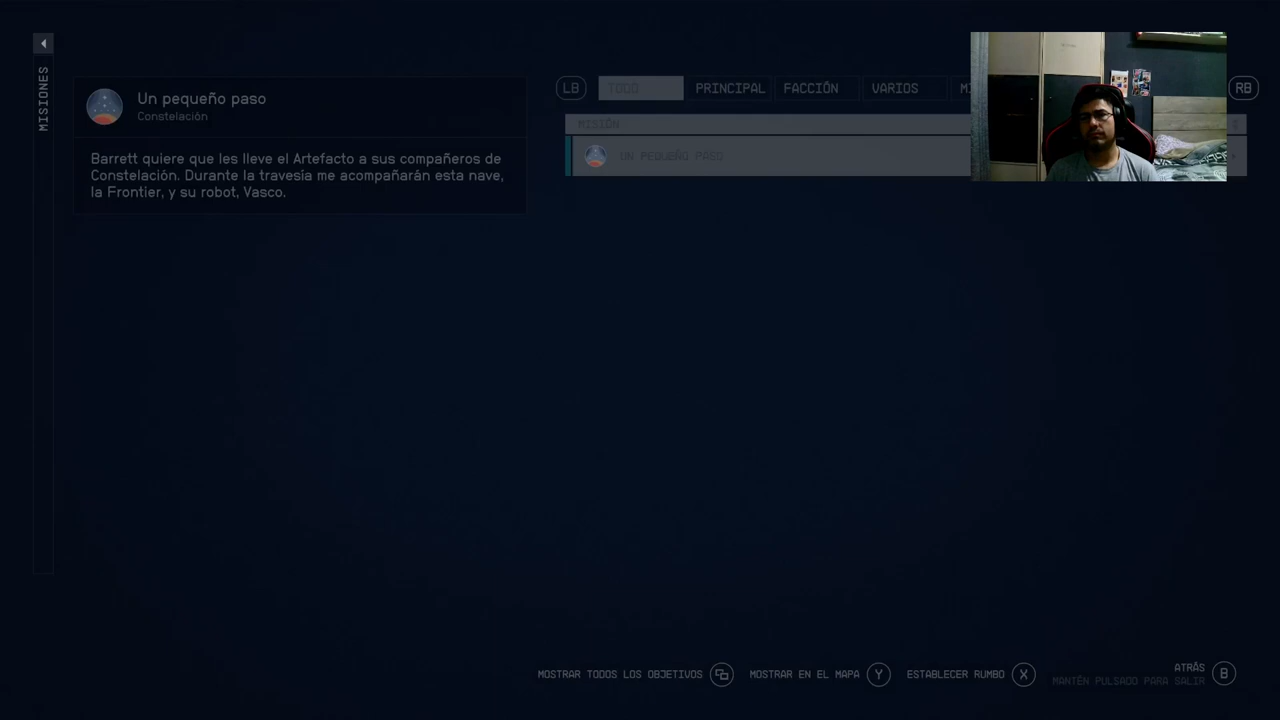 MISIONES
Un pequeño paso
Constelación
Barrett quiere que les lleve el Artefacto a sus compañeros de
Constelación. Durante la travesía me acompañarán esta nave,
la Frontier, y su robot, Vasco.
LB TODO PRINCIPAL FACCIÓN VARIOS RB
MISIÓN
UN PEQUEÑO PASO
MOSTRAR TODOS LOS OBJETIVOS MOSTRAR EN EL MAPA Y ESTABLECER RUMBO X ATRÁS B
MANTÉN PULSADO PARA SALIR